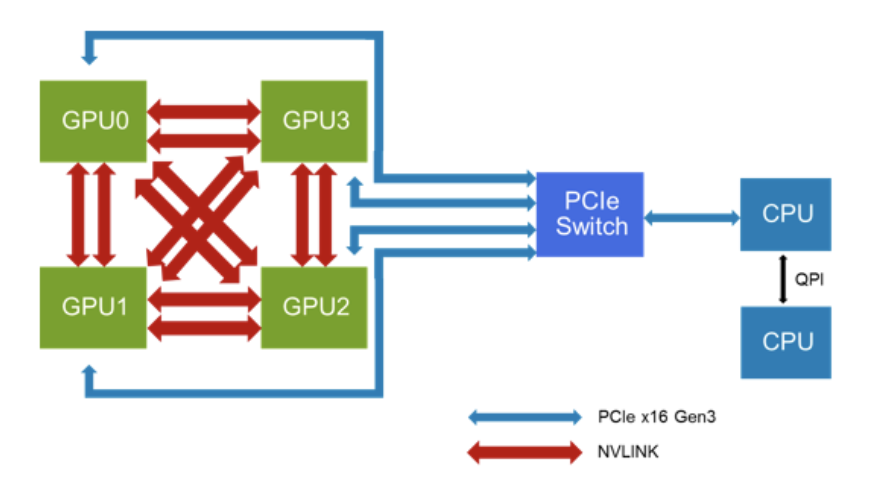 GPU0
GPU3
GPU1
GPU2
PCIe
Switch
CPU
QPI
CPU
PCIe x16 Gen3
NVLINK